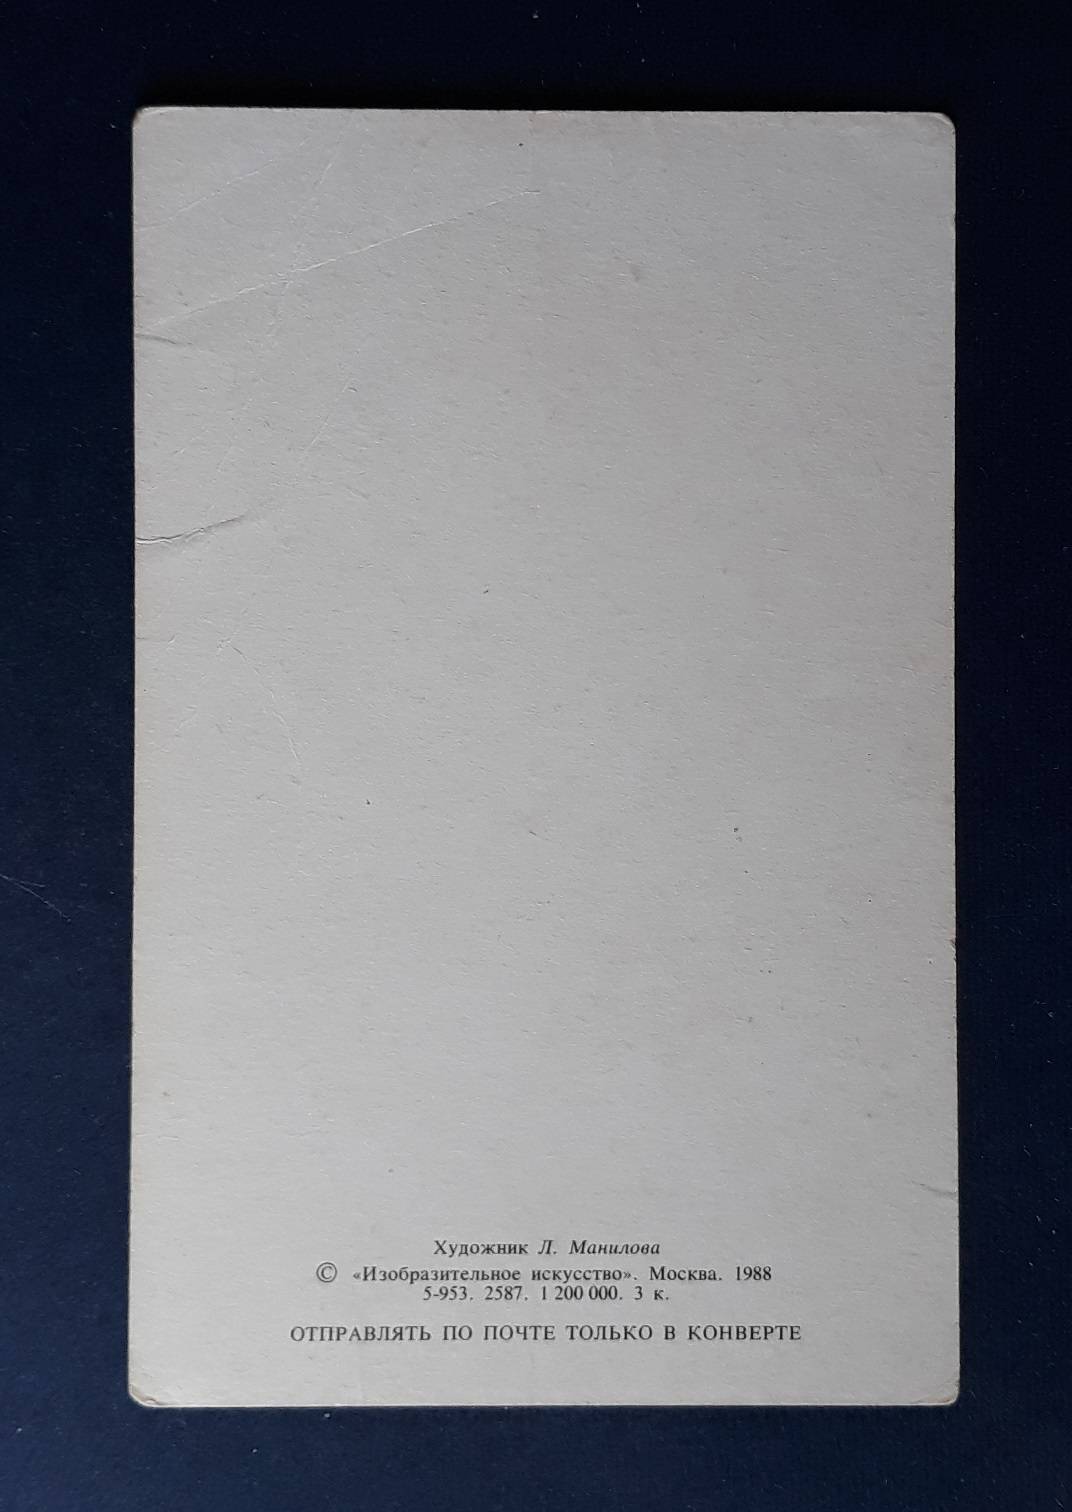 Художник Л. Манилова
© «Изобразительное искусство». Москва. 1988
5-953. 2587. 1 200 000. 3 к.
ОТПРАВЛЯТЬ ПО ПОЧТЕ ТОЛЬКО В КОНВЕРТЕ